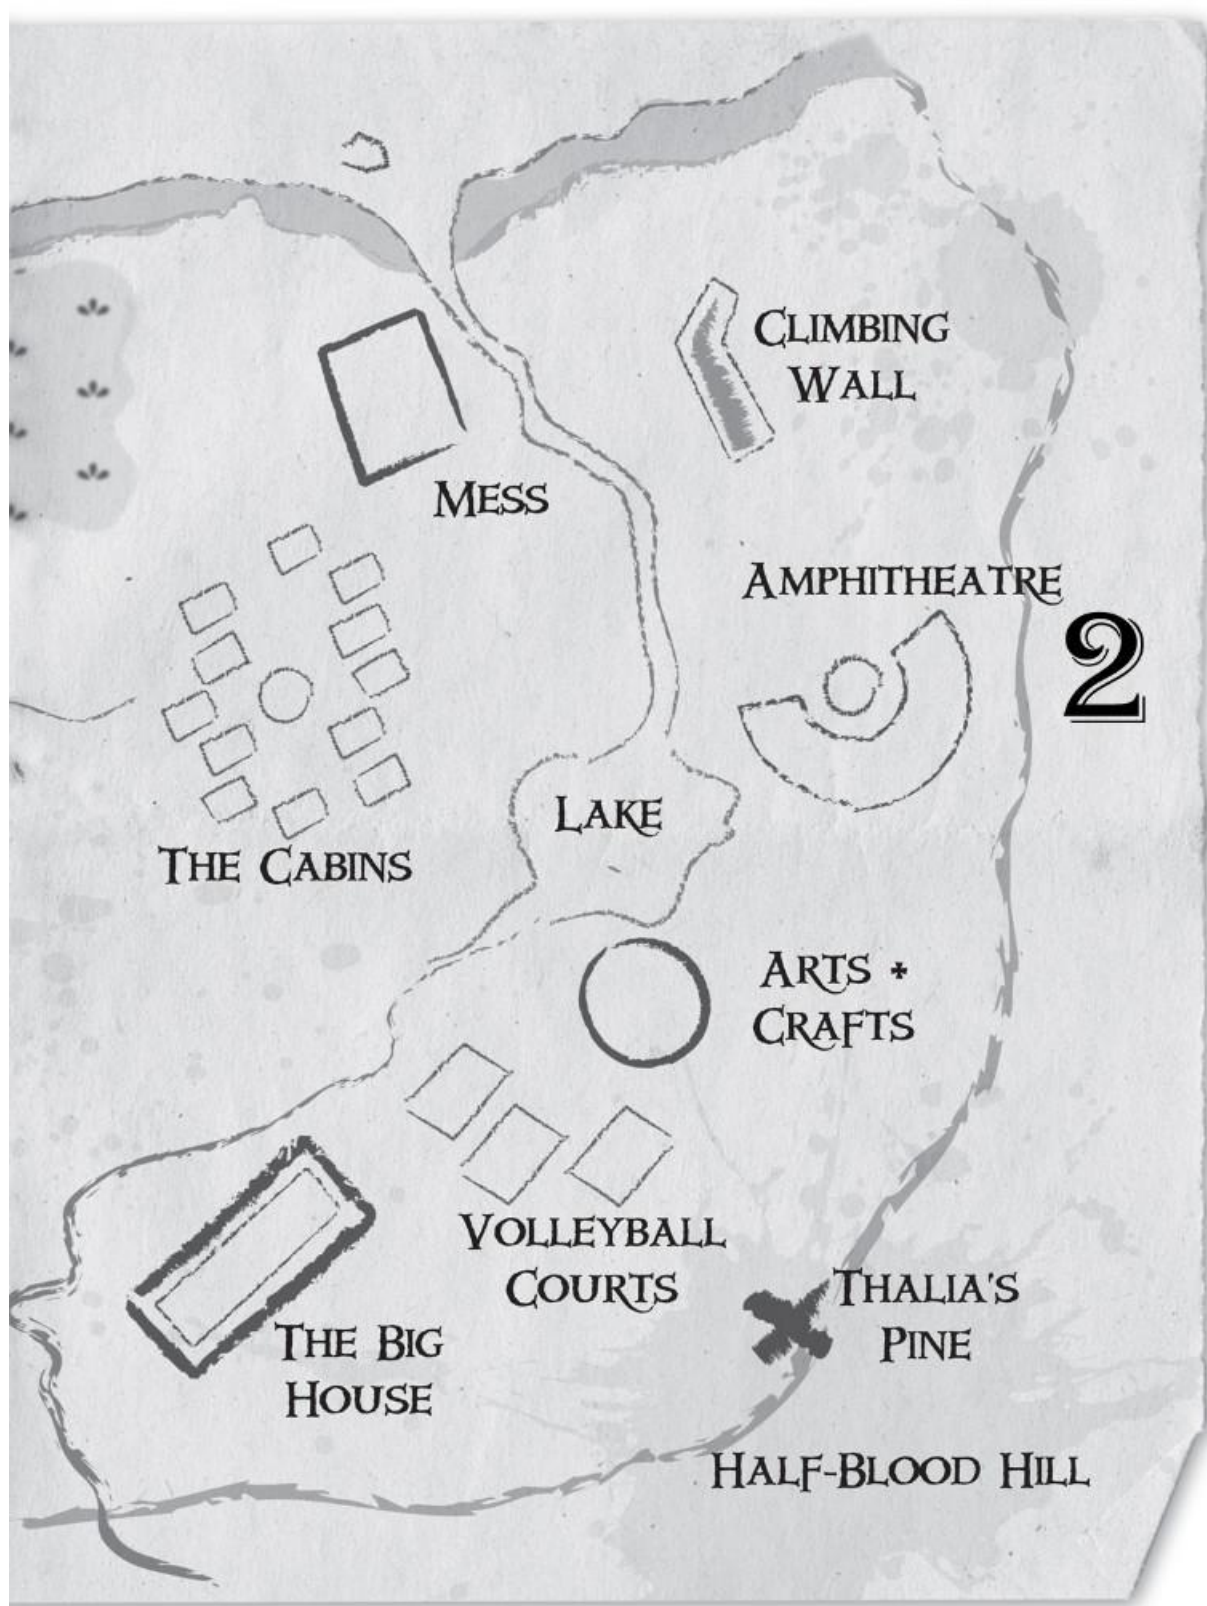 Climbing
Wall
Mess
Amphitheatre
2
Lake
The Cabins
Arts +
Crafts
Volleyball
Courts
Thalia's
Pine
The Big
House
Half-Blood Hill